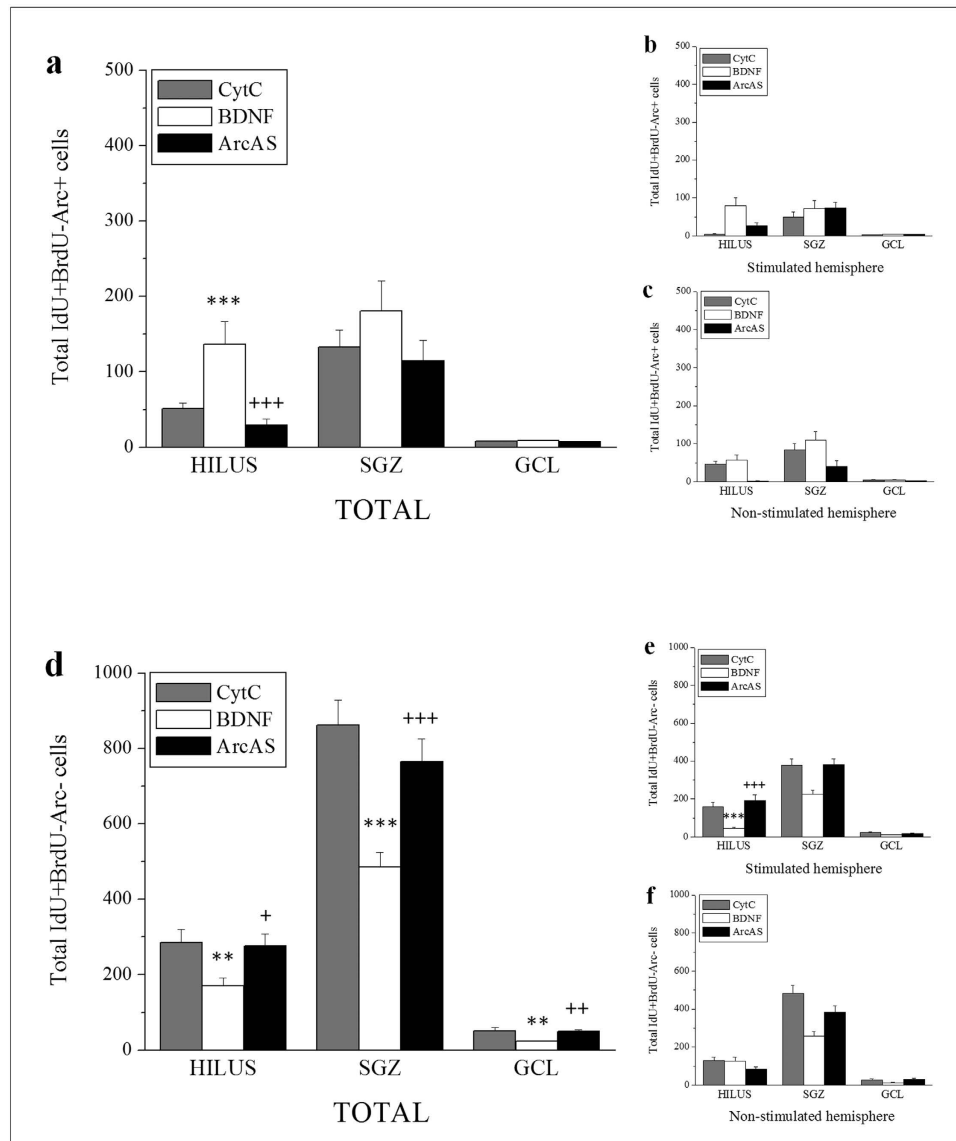 a
500
400
300
200
100
0
Total IdU+BrdU-Arc+ cells
CytC
BDNF
ArcAS
***
+++
HILUS SGZ GCL
TOTAL
b
500
400
300
200
100
0
Total IdU+BrdU-Arc+ cells
CytC
BDNF
ArcAS
HILUS SGZ GCL
Stimulated hemisphere
c
500
400
300
200
100
0
Total IdU+BrdU-Arc+ cells
CytC
BDNF
ArcAS
HILUS SGZ GCL
Non-stimulated hemisphere
d
1000
800
600
400
200
0
Total IdU+BrdU-Arc- cells
CytC
BDNF
ArcAS
+++
***
+
**
**
++
HILUS SGZ GCL
TOTAL
e
1000
800
600
400
200
0
Total IdU+BrdU-Arc- cells
CytC
BDNF
ArcAS
+++
***
HILUS SGZ GCL
Stimulated hemisphere
f
1000
800
600
400
200
0
Total IdU+BrdU-Arc- cells
CytC
BDNF
ArcAS
HILUS SGZ GCL
Non-stimulated hemisphere